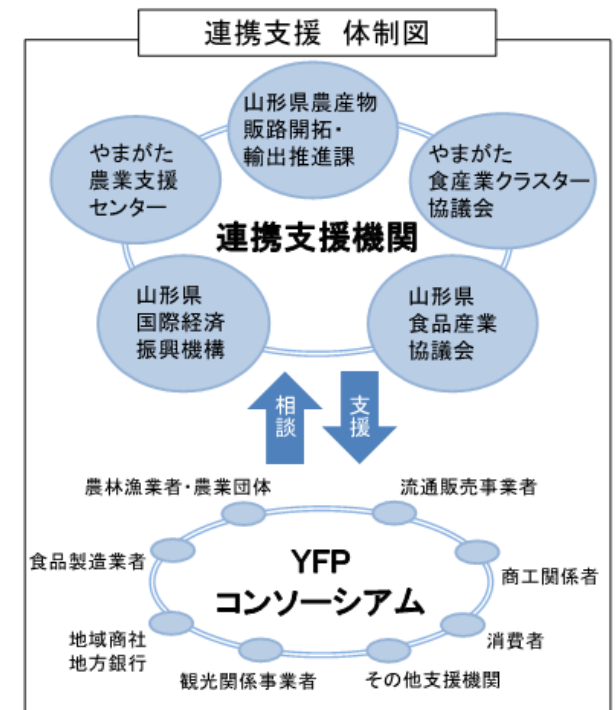 連携支援 体制図
山形県農産物
販路開拓・
輸出推進課
やまがた
農業支援
センター
やまがた
食産業クラスター
協議会
連携支援機関
山形県
国際経済
振興機構
山形県
食品産業
協議会
相談
支援
農林漁業者・農業団体
流通販売事業者
食品製造業者
YFP
コンソーシアム
商工関係者
地域商社
地方銀行
消費者
観光関係事業者
その他支援機関